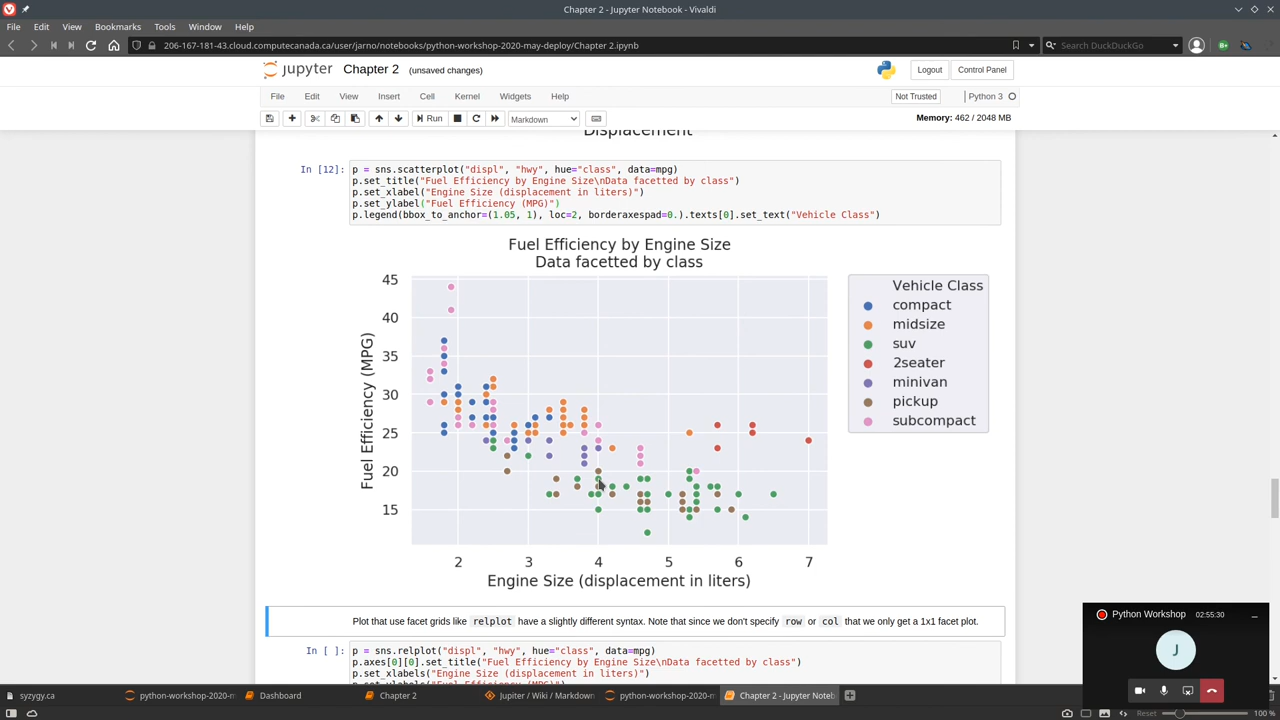 Chapter 2 - Jupyter Notebook - Vivaldi
File Edit View Bookmarks Tools Window Help
206-167-181-43.cloud.computecanada.ca/user/jarno/notebooks/python-workshop-2020-may-deploy/Chapter 2.ipynb
Search DuckDuckGo
jupyter Chapter 2 (unsaved changes)
Logout Control Panel
File Edit View Insert Cell Kernel Widgets Help
Not Trusted Python 3
Run Markdown
Memory: 462 / 2048 MB
Displacement
In [12]: p = sns.scatterplot("displ", "hwy", hue="class", data=mpg)
p.set_title("Fuel Efficiency by Engine Size\nData facetted by class")
p.set_xlabel("Engine Size (displacement in liters)")
p.set_ylabel("Fuel Efficiency (MPG)")
p.legend(bbox_to_anchor=(1.05, 1), loc=2, borderaxespad=0.).texts[0].set_text("Vehicle Class")
Fuel Efficiency by Engine Size
Data facetted by class
45
40
35
30
25
20
15
Fuel Efficiency (MPG)
2 3 4 5 6 7
Engine Size (displacement in liters)
Vehicle Class
compact
midsize
suv
2seater
minivan
pickup
subcompact
Plot that use facet grids like relplot have a slightly different syntax. Note that since we don't specify row or col that we only get a 1x1 facet plot.
In [ ]: p = sns.relplot("displ", "hwy", hue="class", data=mpg)
p.axes[0][0].set_title("Fuel Efficiency by Engine Size\nData facetted by class")
p.set_xlabels("Engine Size (displacement in liters)")
Python Workshop 02:55:30
J
syzygy.ca python-workshop-2020-m Dashboard Chapter 2 Jupiter / Wiki / Markdown python-workshop-2020-m Chapter 2 - Jupyter Noteb
Reset 100 %